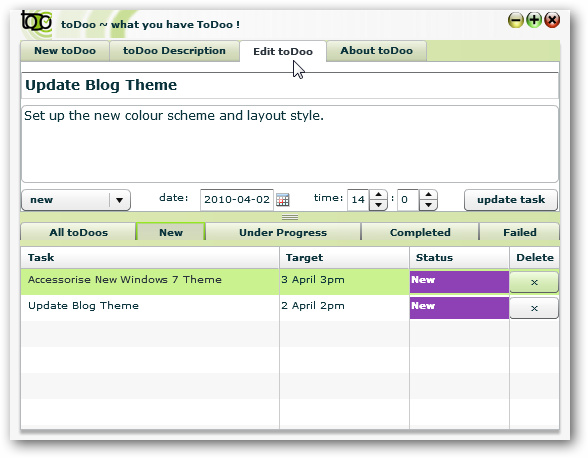 toDoo toDoo ~ what you have ToDoo !
New toDoo toDoo Description Edit toDoo About toDoo
Update Blog Theme
Set up the new colour scheme and layout style.
new date: 2010-04-02 time: 14 : 0 update task
All toDoos New Under Progress Completed Failed
Task Target Status Delete
Accessorise New Windows 7 Theme 3 April 3pm New x
Update Blog Theme 2 April 2pm New x